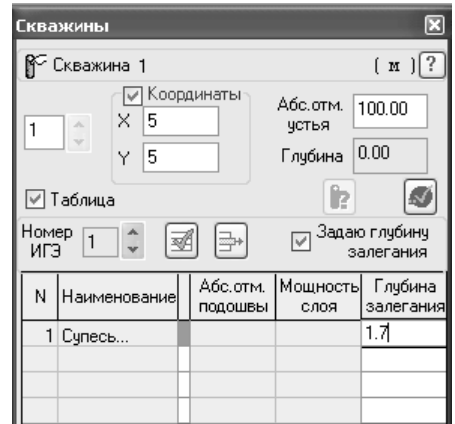 Скважины
Скважина 1 ( м ) ?
Координаты
1 X 5 Абс.отм. устья 100.00
Y 5 Глубина 0.00
Таблица
Номер ИГЭ 1 Задаю глубину залегания
N Наименование Абс.отм. подошвы Мощность слоя Глубина залегания
1 Супесь... 1.7